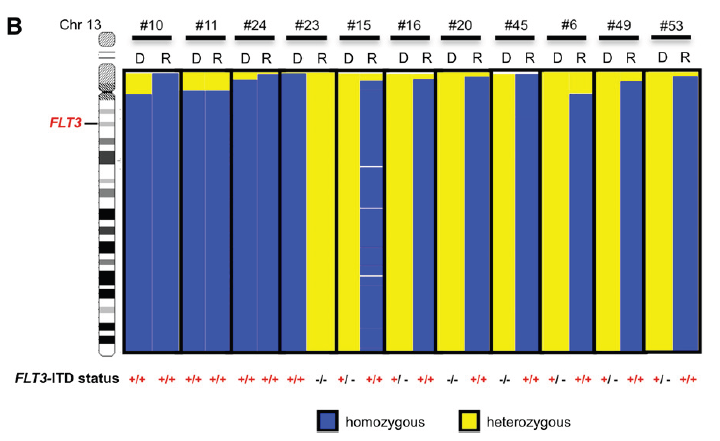 B
Chr 13 #10 #11 #24 #23 #15 #16 #20 #45 #6 #49 #53
D R D R D R D R D R D R D R D R D R D R D R
FLT3
FLT3-ITD status +/+ +/+ +/+ +/+ +/+ +/+ +/+ -/- +/- +/+ +/- +/+ -/- +/+ -/- +/+ +/- +/+ +/- +/+ +/- +/+
homozygous heterozygous